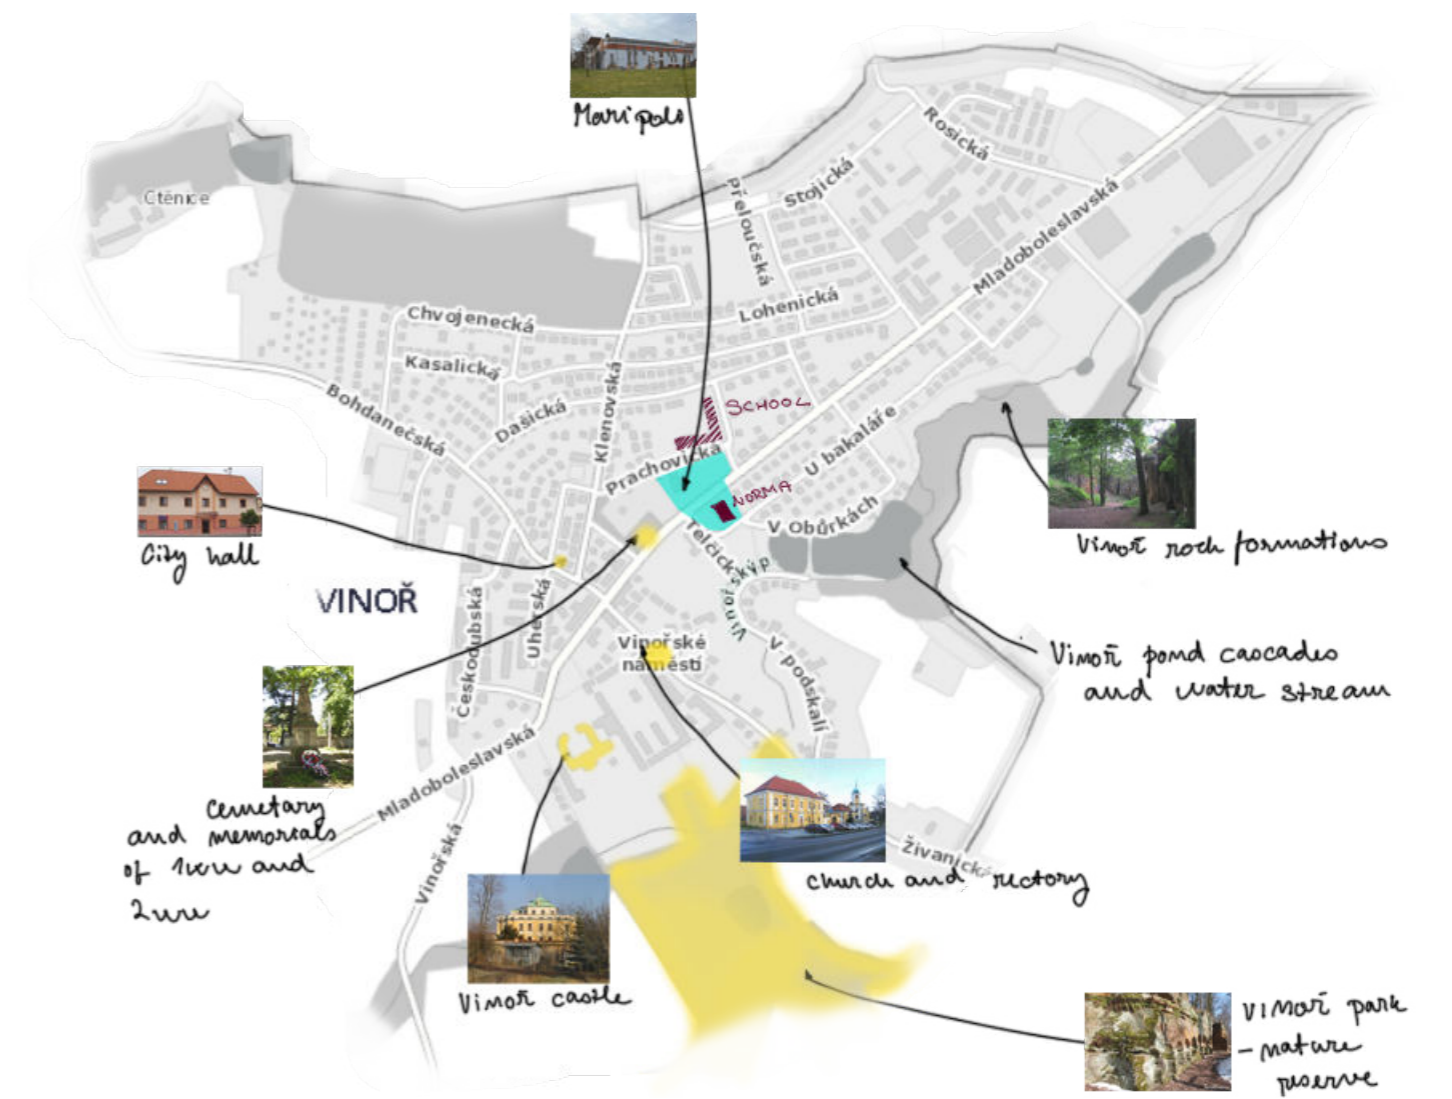 Maripolo
Ctěnice
Rosická
Stojická
Přeloučská
Mladoboleslavská
Lohenická
Chvojenecká
Kasalická
Klenovská
Bohdanečská
Dašická
SCHOOL
Prachovická
U bakaláře
NORMA
V Obůrkách
Telčick
Vinořský p
City hall
Vinoř rock formations
VINOŘ
Českodubská
Uherská
Vinořské
náměstí
V podskalí
Vinoř pond cascades
and water stream
Mladoboleslavská
Cemetary
and memorials
of 1ww and
2ww
Vinořská
Živanická
church and rectory
Vinoř castle
Vinoř park
- nature
reserve